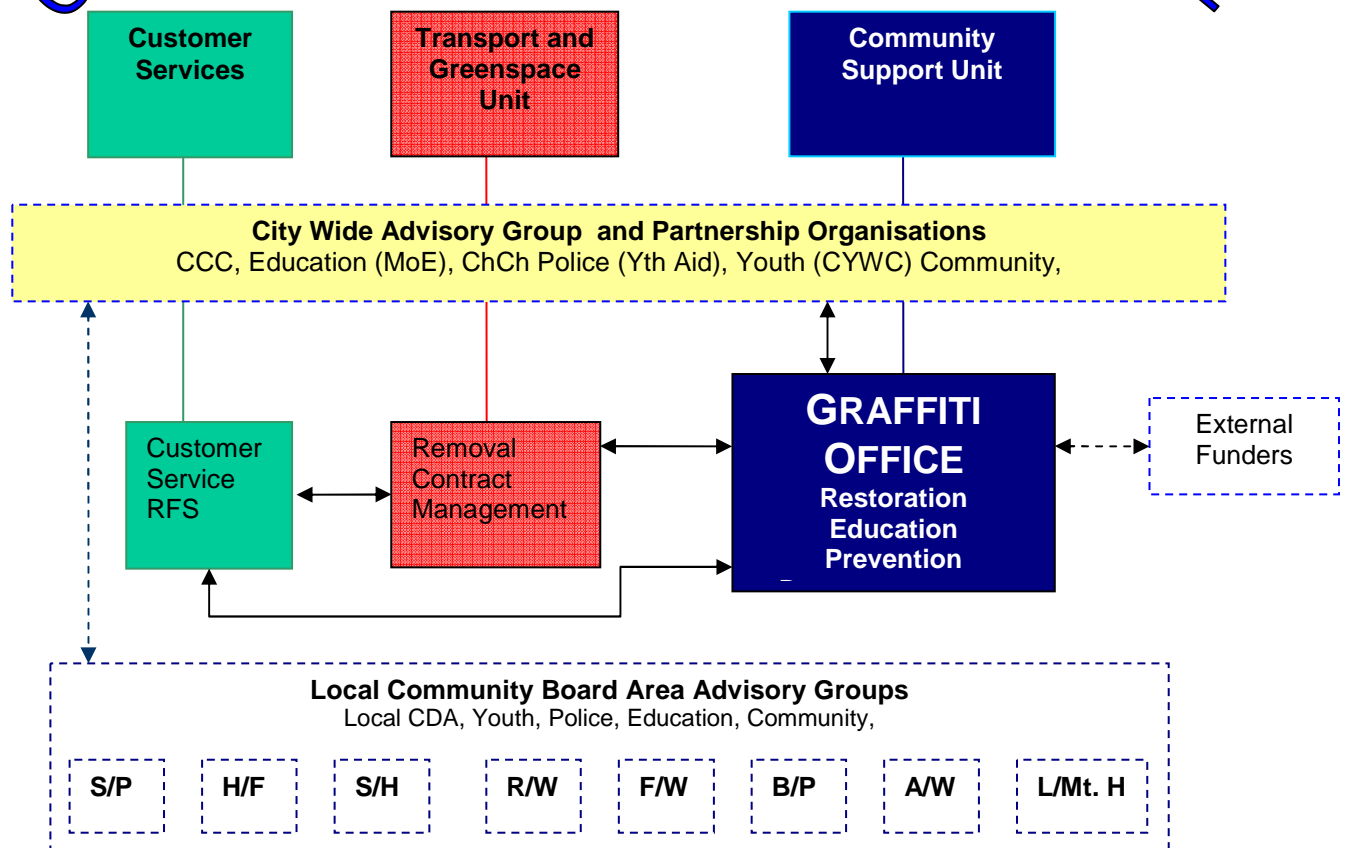 Customer
Services
Transport and
Greenspace
Unit
Community
Support Unit
City Wide Advisory Group and Partnership Organisations
CCC, Education (MoE), ChCh Police (Yth Aid), Youth (CYWC) Community,
Customer
Service
RFS
Removal
Contract
Management
GRAFFITI
OFFICE
Restoration
Education
Prevention
External
Funders
Local Community Board Area Advisory Groups
Local CDA, Youth, Police, Education, Community,
S/P
H/F
S/H
R/W
F/W
B/P
A/W
L/Mt. H